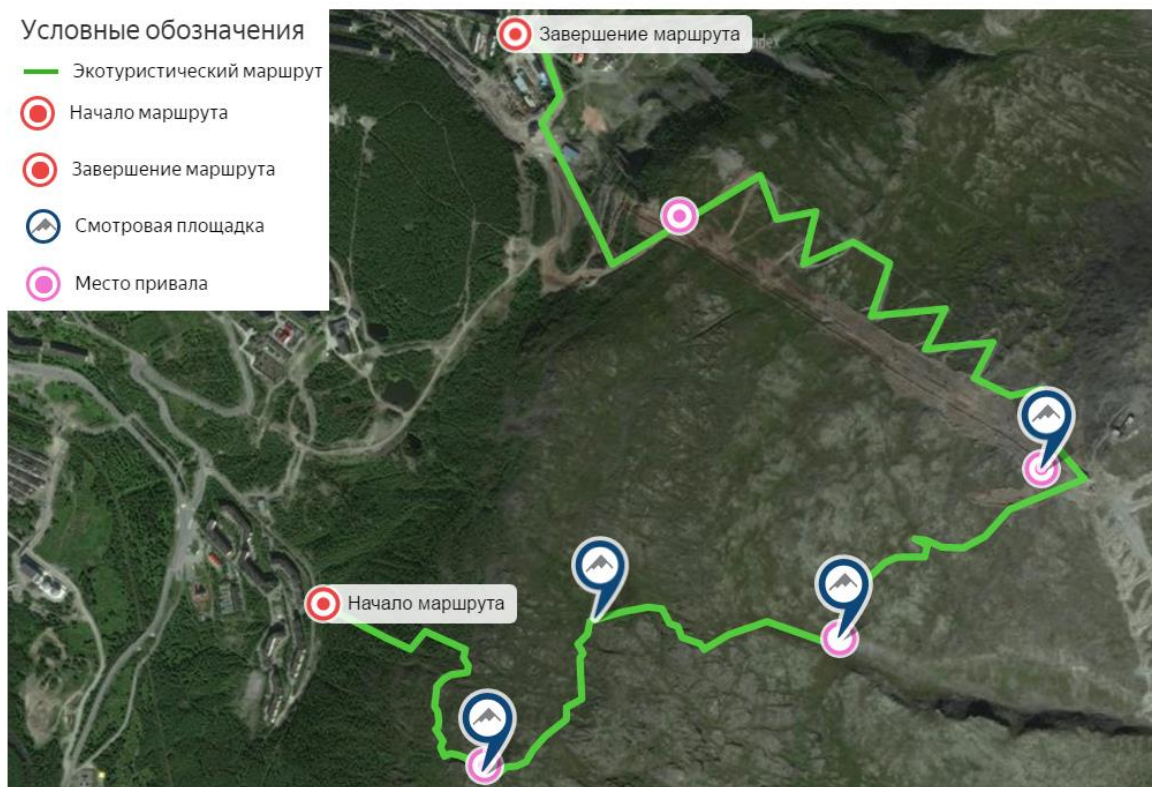 Условные обозначения
Экотуристический маршрут
Начало маршрута
Завершение маршрута
Смотровая площадка
Место привала
Завершение маршрута
Начало маршрута